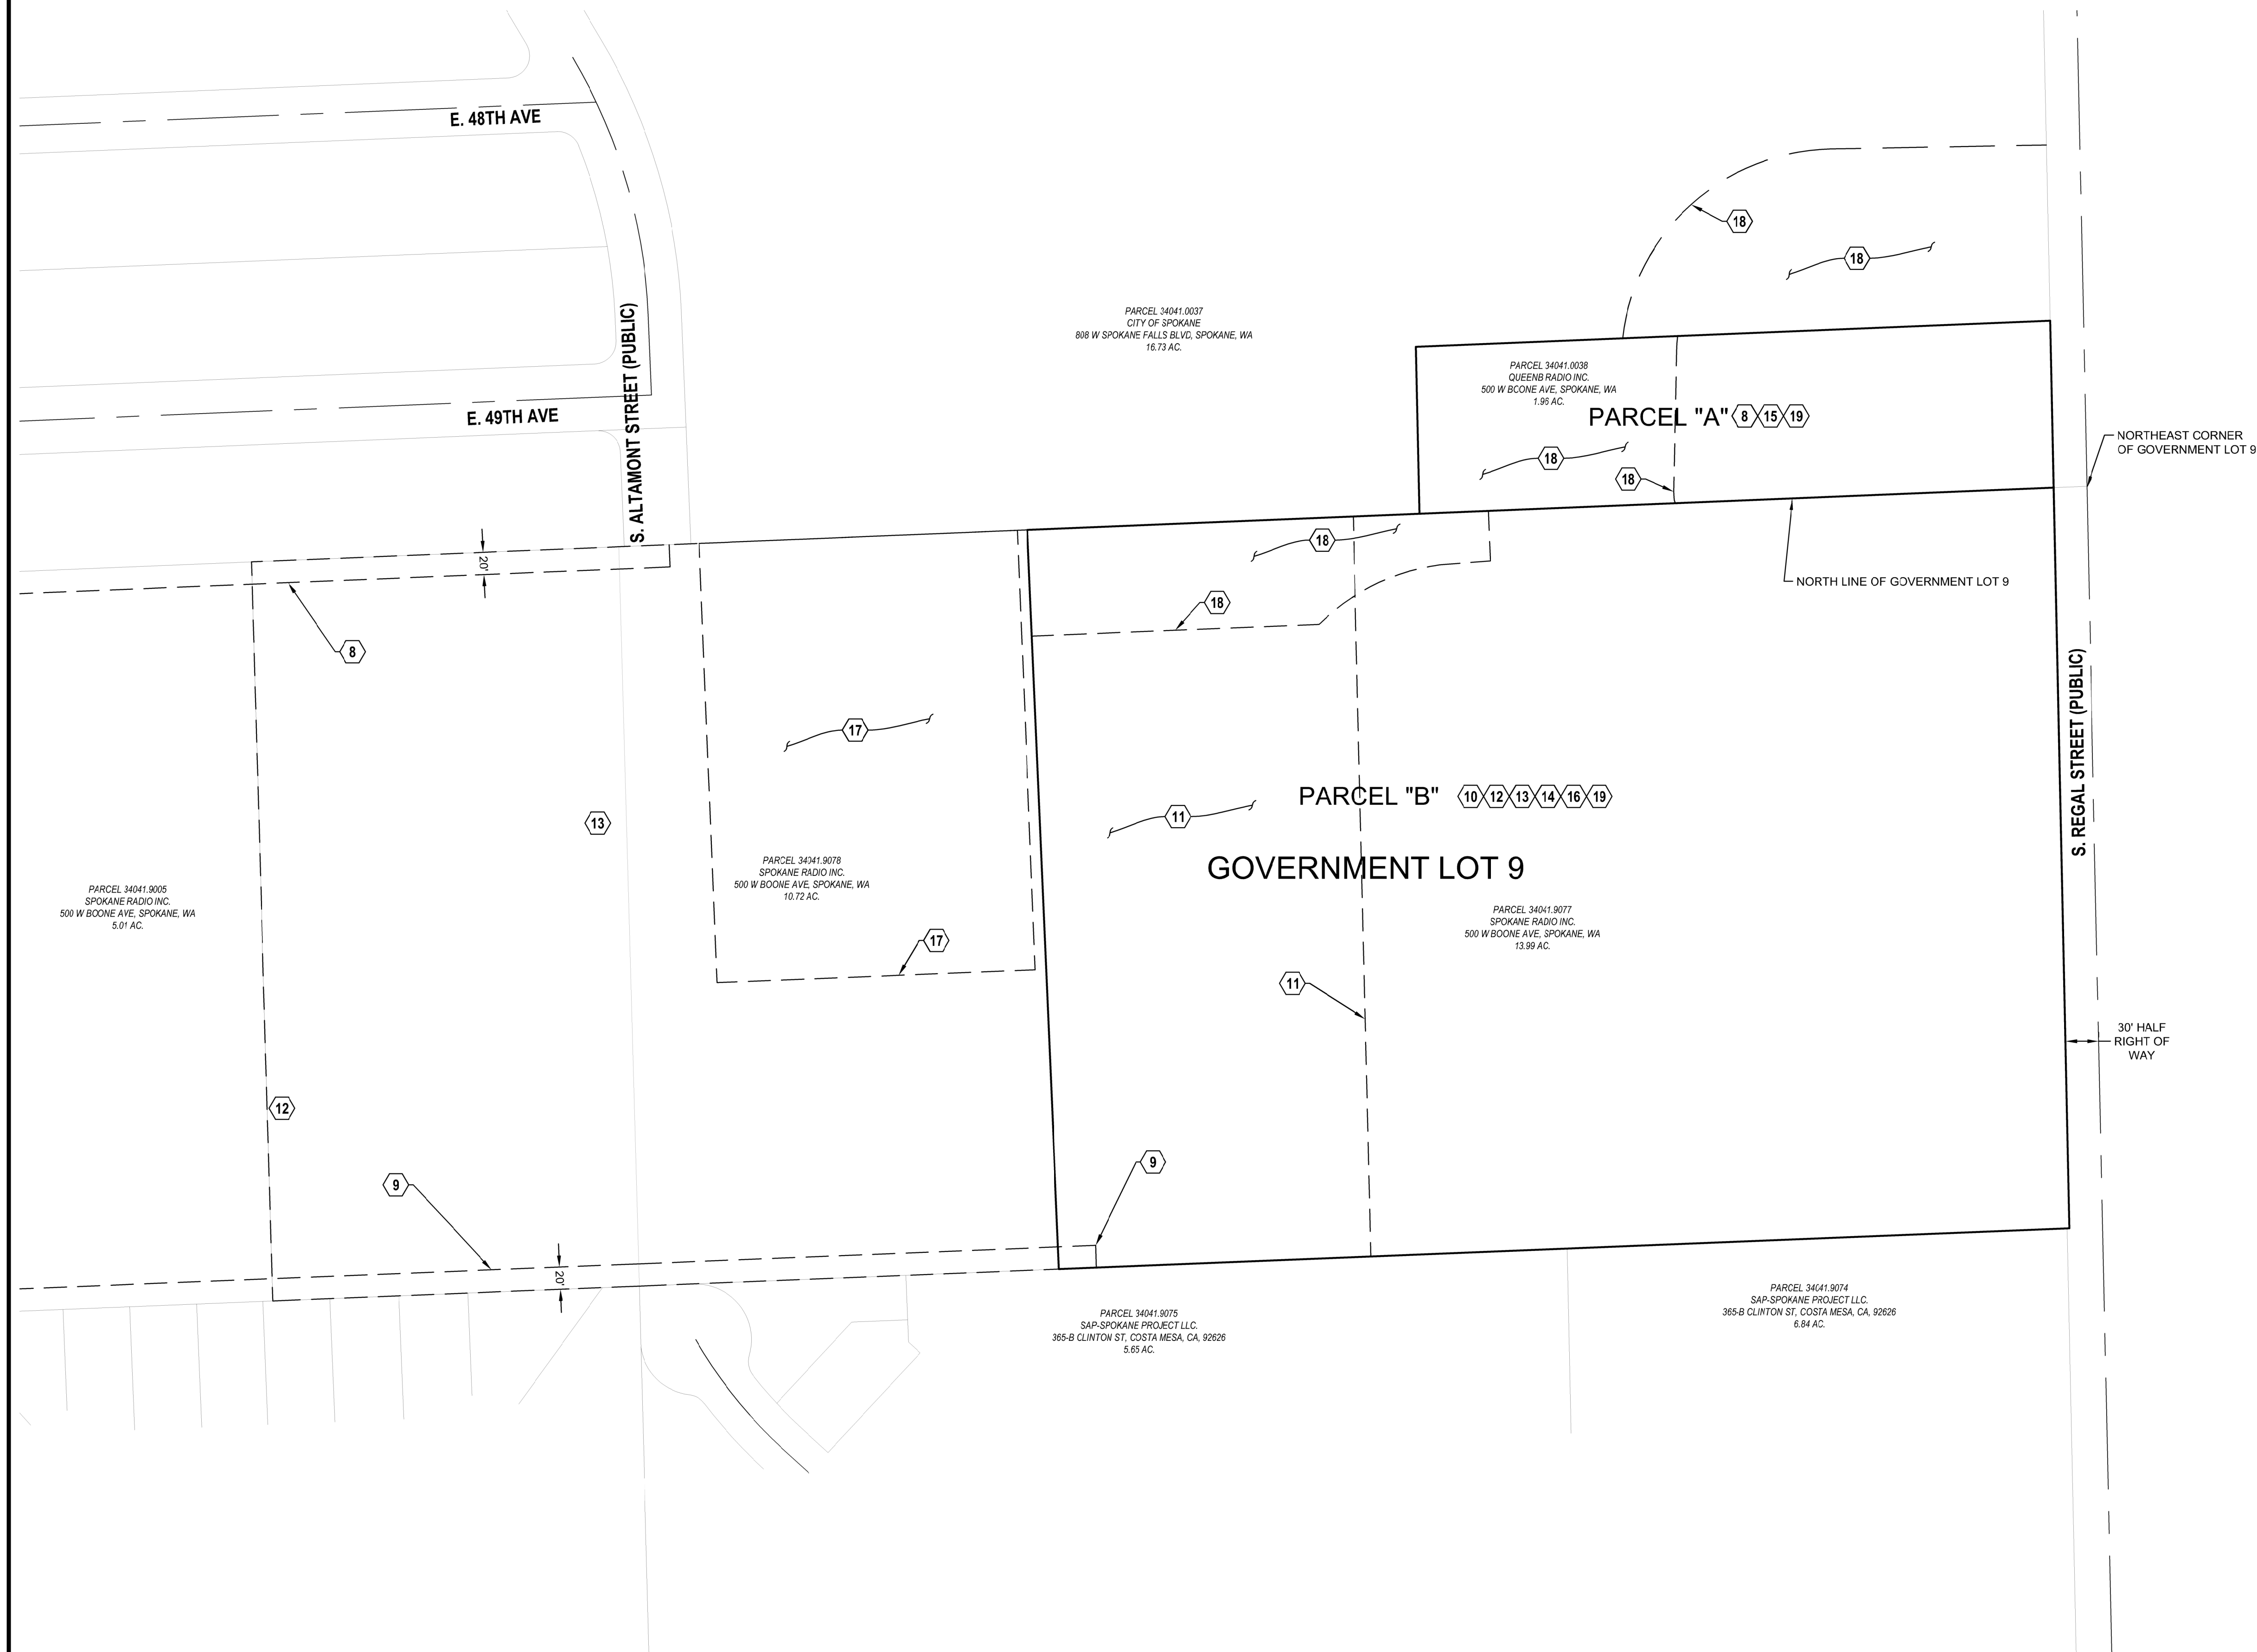 E. 48TH AVE
18
18
PARCEL 34041.0037
CITY OF SPOKANE
808 W SPOKANE FALLS BLVD, SPOKANE, WA
16.73 AC.
S. ALTAMONT STREET (PUBLIC)
E. 49TH AVE
PARCEL 34041.0038
QUEENB RADIO INC.
500 W BOONE AVE, SPOKANE, WA
1.96 AC.
PARCEL "A" 8 15 19
18
18
NORTHEAST CORNER
OF GOVERNMENT LOT 9
20'
8
18
18
NORTH LINE OF GOVERNMENT LOT 9
S. REGAL STREET (PUBLIC)
17
13
11
PARCEL "B" 10 12 13 14 16 19
GOVERNMENT LOT 9
PARCEL 34041.9005
SPOKANE RADIO INC.
500 W BOONE AVE, SPOKANE, WA
5.01 AC.
PARCEL 34041.9078
SPOKANE RADIO INC.
500 W BOONE AVE, SPOKANE, WA
10.72 AC.
PARCEL 34041.9077
SPOKANE RADIO INC.
500 W BOONE AVE, SPOKANE, WA
13.99 AC.
17
11
30' HALF
RIGHT OF
WAY
12
9
9
20'
PARCEL 34041.9075
SAP-SPOKANE PROJECT LLC.
365-B CLINTON ST, COSTA MESA, CA, 92626
5.65 AC.
PARCEL 34041.9074
SAP-SPOKANE PROJECT LLC.
365-B CLINTON ST, COSTA MESA, CA, 92626
6.84 AC.